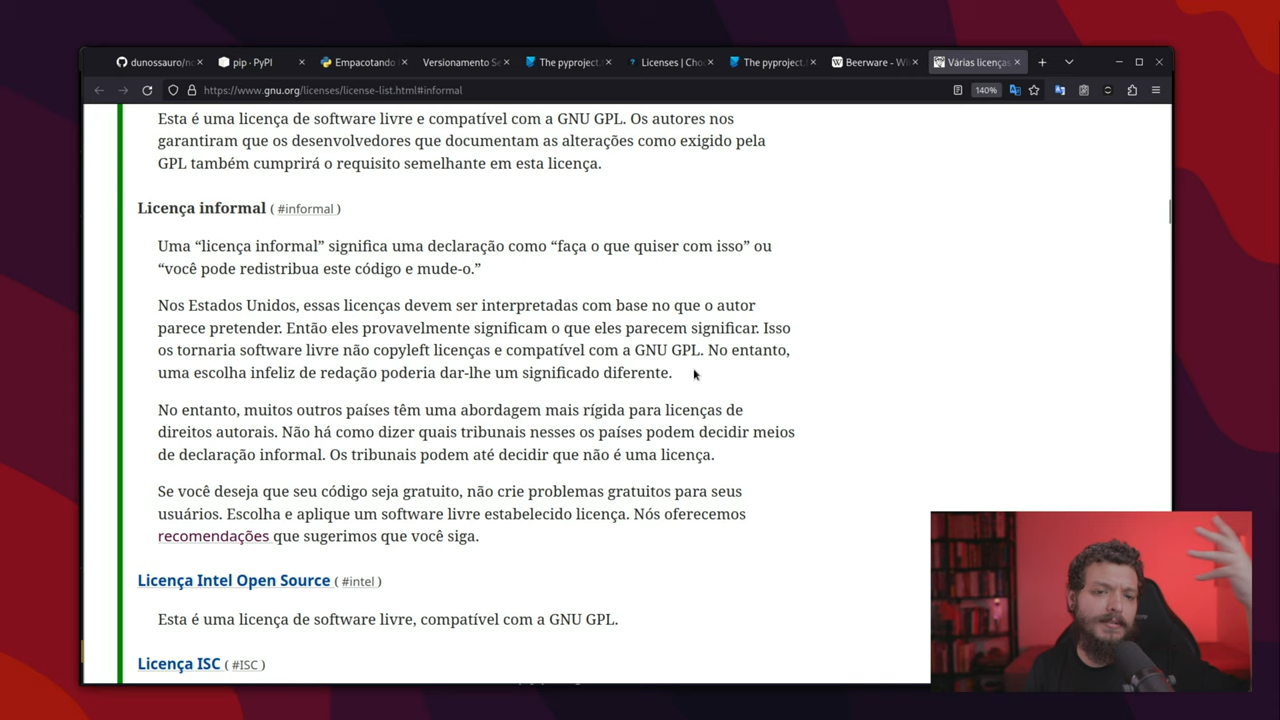 dunossauro/no
pip · PyPI
Empacotando
Versionamento Se
The pyproject.
Licenses | Cho
The pyproject.
Beerware - Wi
Várias licenças
https://www.gnu.org/licenses/license-list.html#informal
140%
Esta é uma licença de software livre e compatível com a GNU GPL. Os autores nos
garantiram que os desenvolvedores que documentam as alterações como exigido pela
GPL também cumprirá o requisito semelhante em esta licença.
Licença informal ( #informal )
Uma “licença informal” significa uma declaração como “faça o que quiser com isso” ou
“você pode redistribua este código e mude-o.”
Nos Estados Unidos, essas licenças devem ser interpretadas com base no que o autor
parece pretender. Então eles provavelmente significam o que eles parecem significar. Isso
os tornaria software livre não copyleft licenças e compatível com a GNU GPL. No entanto,
uma escolha infeliz de redação poderia dar-lhe um significado diferente.
No entanto, muitos outros países têm uma abordagem mais rígida para licenças de
direitos autorais. Não há como dizer quais tribunais nesses os países podem decidir meios
de declaração informal. Os tribunais podem até decidir que não é uma licença.
Se você deseja que seu código seja gratuito, não crie problemas gratuitos para seus
usuários. Escolha e aplique um software livre estabelecido licença. Nós oferecemos
recomendações que sugerimos que você siga.
Licença Intel Open Source ( #intel )
Esta é uma licença de software livre, compatível com a GNU GPL.
Licença ISC ( #ISC )